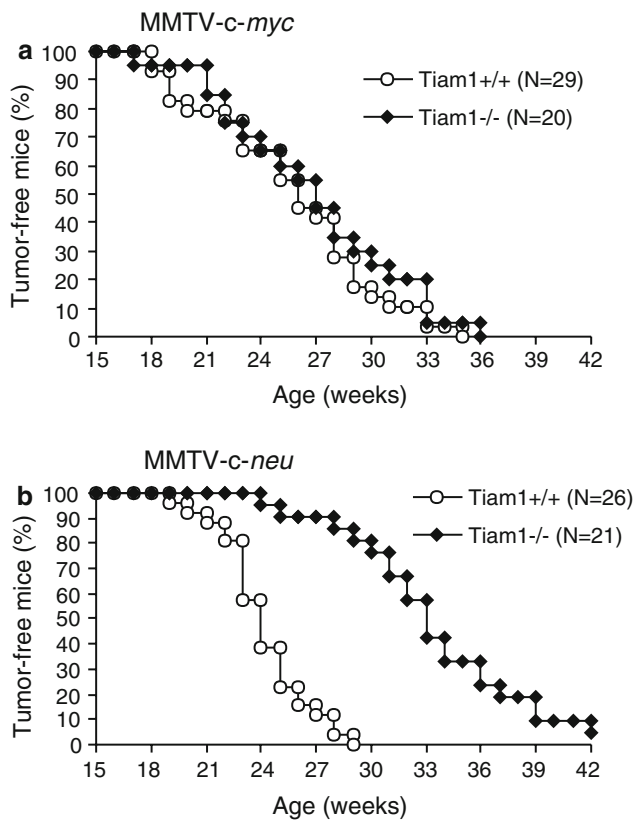 MMTV-c-myc
a
Tumor-free mice (%)
100
90
80
70
60
50
40
30
20
10
0
Tiam1+/+ (N=29)
Tiam1-/- (N=20)
15 18 21 24 27 30 33 36 39 42
Age (weeks)
MMTV-c-neu
b
Tumor-free mice (%)
100
90
80
70
60
50
40
30
20
10
0
Tiam1+/+ (N=26)
Tiam1-/- (N=21)
15 18 21 24 27 30 33 36 39 42
Age (weeks)